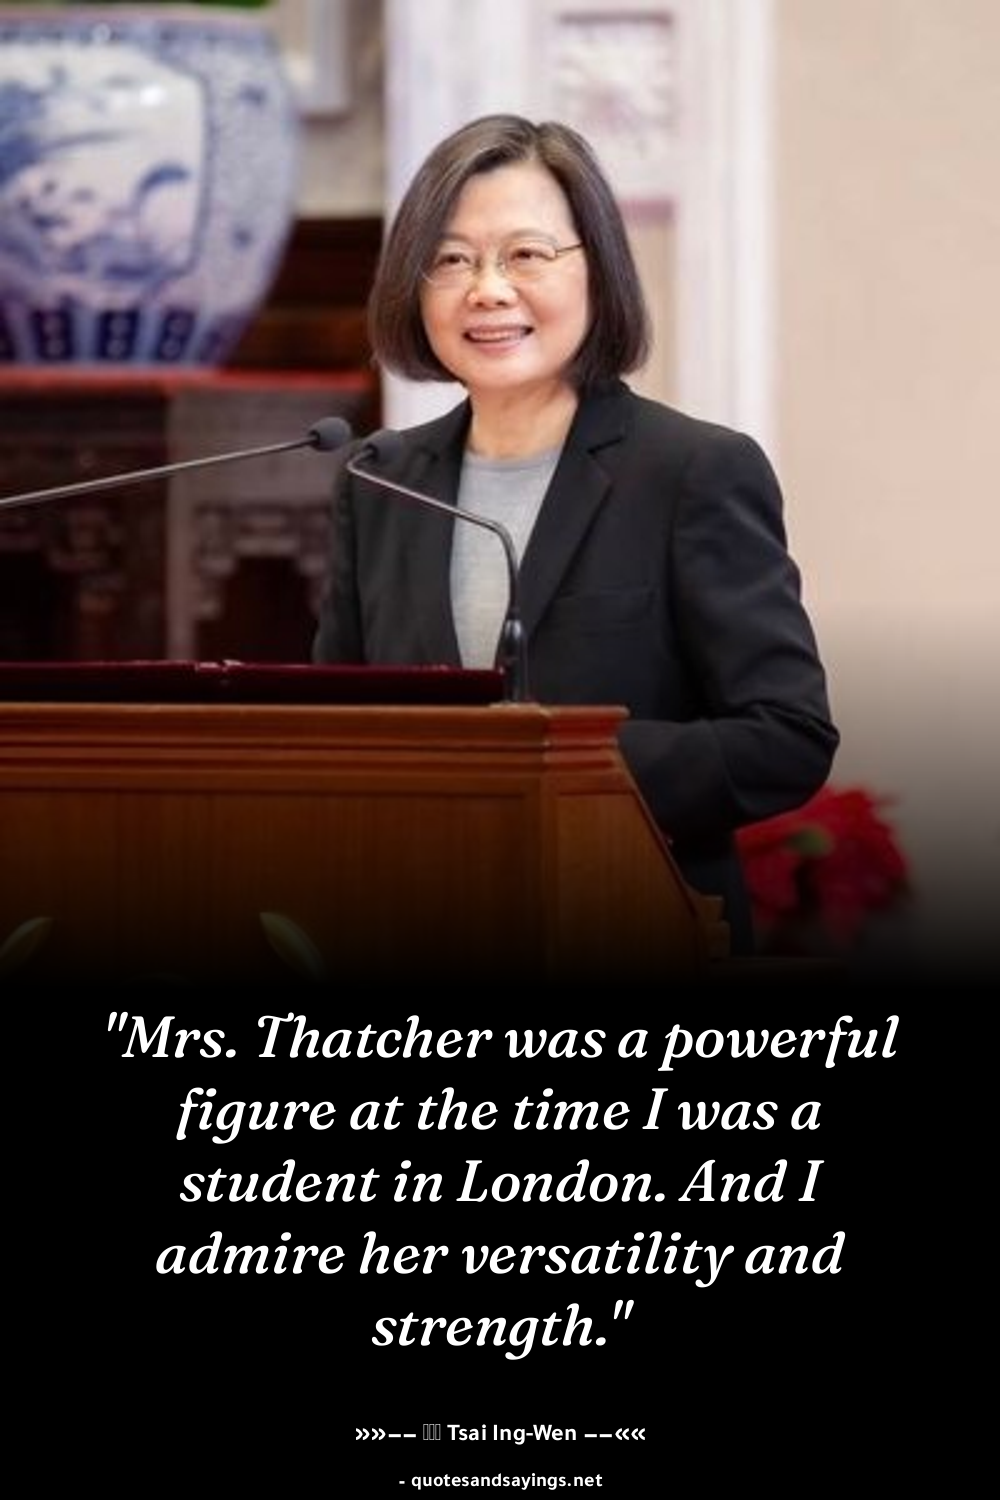 "Mrs. Thatcher was a powerful
figure at the time I was a
student in London. And I
admire her versatility and
strength."
»»–– Tsai Ing-Wen ––««
- quotesandsayings.net